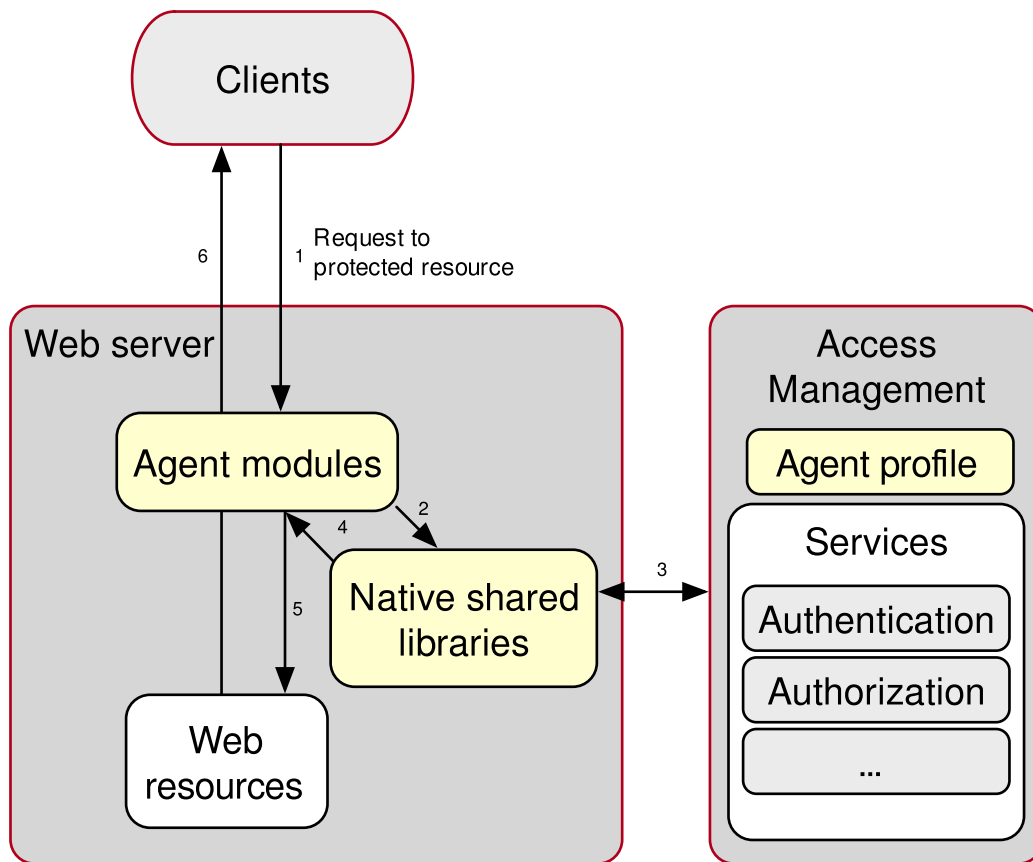 Clients
6
1
Request to
protected resource
Web server
Agent modules
2
4
Native shared
libraries
3
5
Web
resources
Access
Management
Agent profile
Services
Authentication
Authorization
...